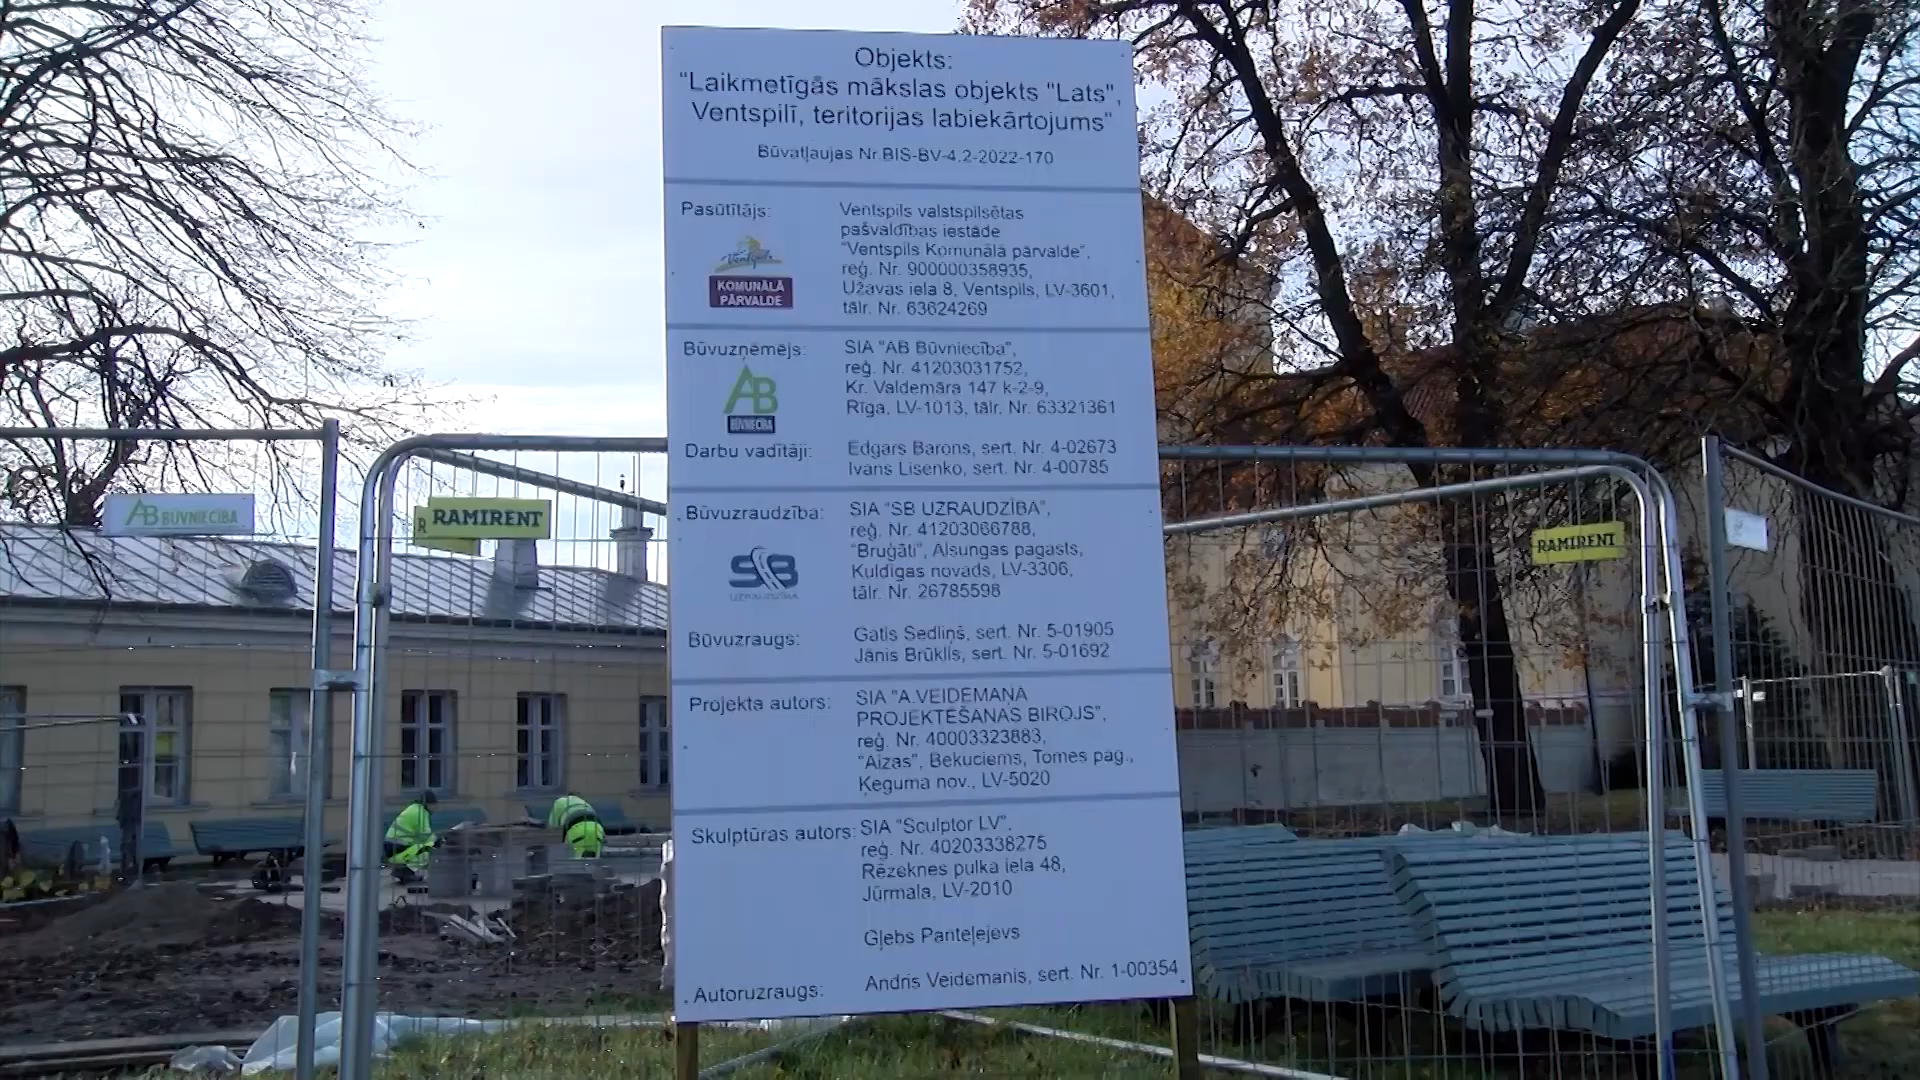 Objekts:
"Laikmetīgās mākslas objekts "Lats",
Ventspilī, teritorijas labiekārtojums"
Būvatļaujas Nr.BIS-BV-4.2-2022-170
Pasūtītājs:
Ventspils valstspilsētas
pašvaldības iestāde
"Ventspils Komunālā pārvalde",
reģ. Nr. 900000358935,
Užavas iela 8, Ventspils, LV-3601,
tālr. Nr. 63624269
Ventspils
KOMUNĀLĀ
PĀRVALDE
Būvuzņēmējs:
SIA "AB Būvniecība",
reģ. Nr. 41203031752,
Kr. Valdemāra 147 k-2-9,
Rīga, LV-1013, tālr. Nr. 63321361
AB
BŪVNIECĪBA
Darbu vadītāji:
Edgars Barons, sert. Nr. 4-02673
Ivans Lisenko, sert. Nr. 4-00785
Būvuzraudzība:
SIA "SB UZRAUDZĪBA",
reģ. Nr. 41203066788,
"Bruģāti", Alsungas pagasts,
Kuldīgas novads, LV-3306,
tālr. Nr. 26785598
SB
UZRAUDZĪBA
Būvuzraugs:
Gatis Sedliņš, sert. Nr. 5-01905
Jānis Brūklis, sert. Nr. 5-01692
Projekta autors:
SIA "A.VEIDEMAŅA
PROJEKTĒŠANAS BIROJS",
reģ. Nr. 40003323883,
"Aizas", Bekuciems, Tomes pag.,
Ķeguma nov., LV-5020
Skulptūras autors:
SIA "Sculptor LV",
reģ. Nr. 40203338275
Rēzeknes pulka iela 48,
Jūrmala, LV-2010
Gļebs Panteļejevs
Autoruzraugs:
Andris Veidemanis, sert. Nr. 1-00354
AB BŪVNIECĪBA
R
RAMIRENT
RAMIRENT